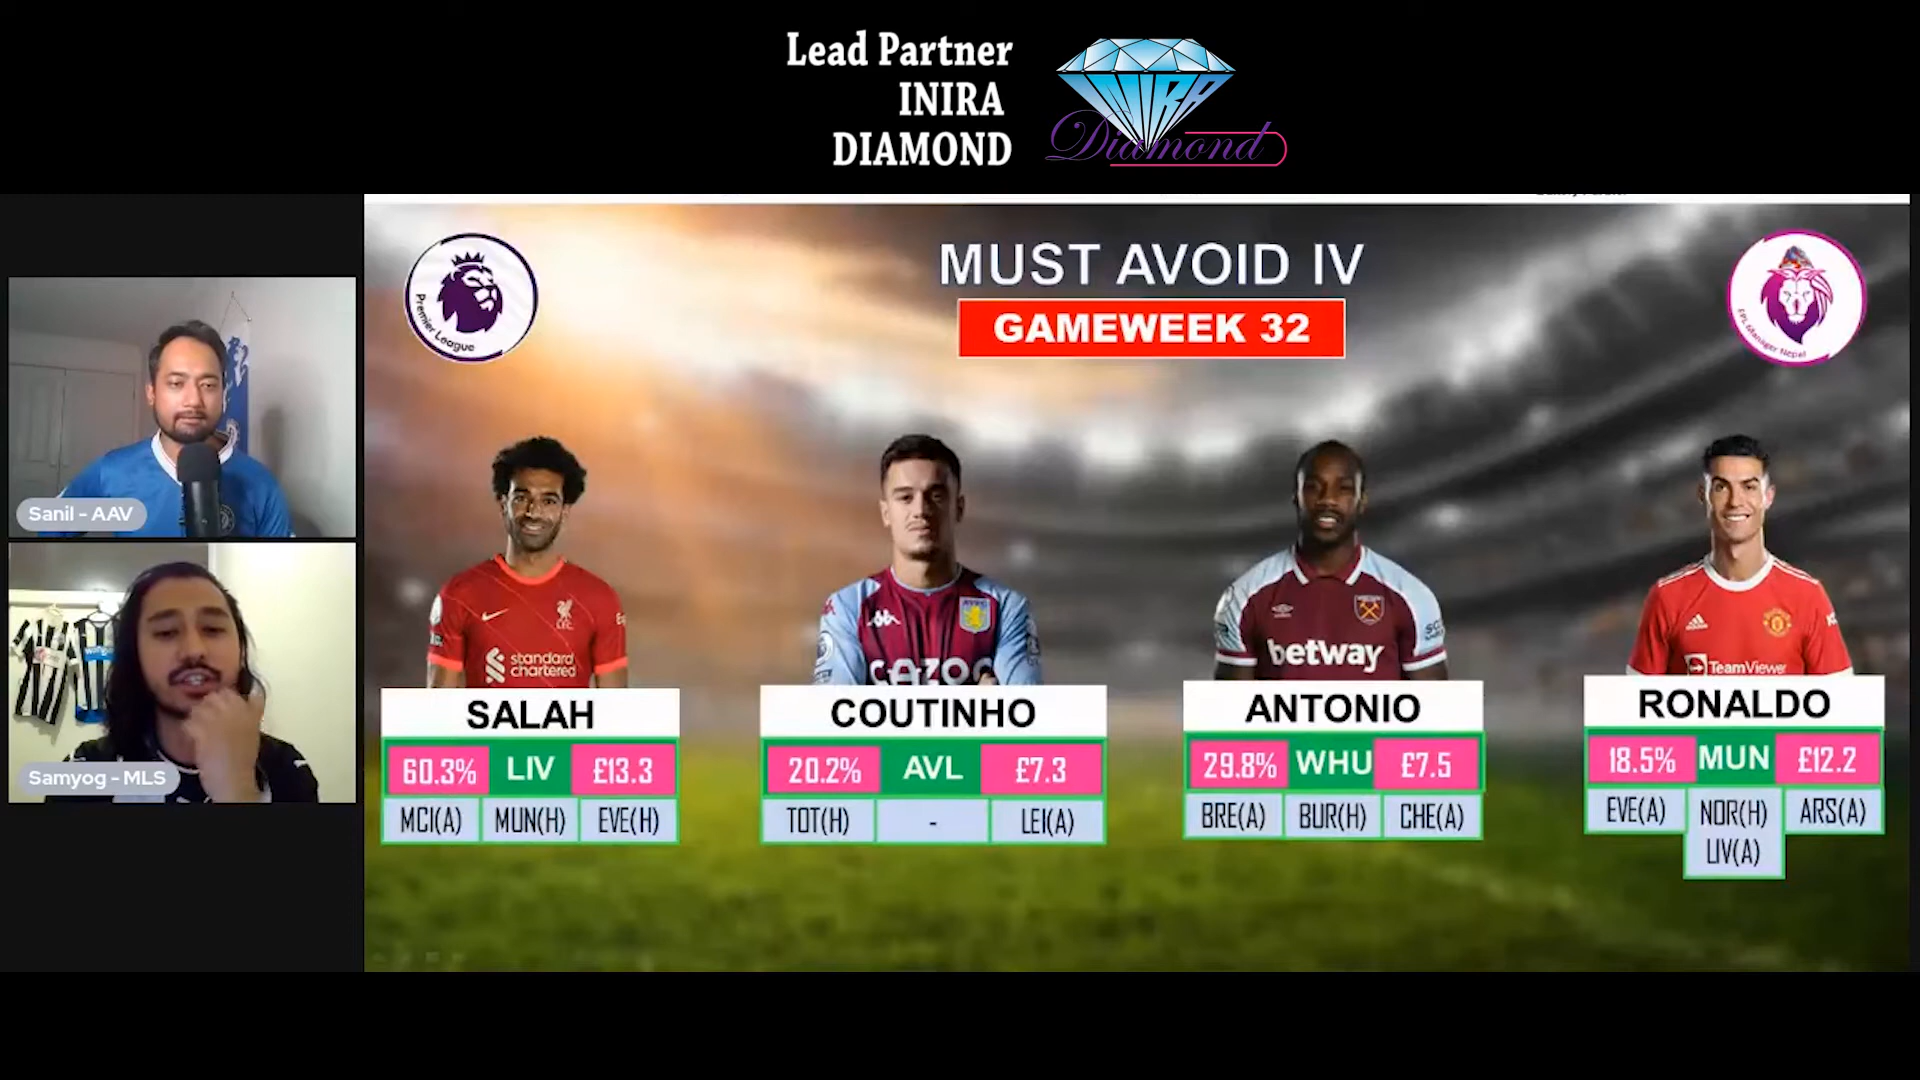 Lead Partner
INIRA
DIAMOND
Diamond
MUST AVOID IV
GAMEWEEK 32
Premier League
FPL Manager Nepal
Sanil - AAV
Samyog - MLS
standard
chartered
CAZOO
betway
TeamViewer
SALAH
60.3% LIV £13.3
MCI(A) MUN(H) EVE(H)
COUTINHO
20.2% AVL £7.3
TOT(H) - LEI(A)
ANTONIO
29.8% WHU £7.5
BRE(A) BUR(H) CHE(A)
RONALDO
18.5% MUN £12.2
EVE(A) NOR(H) ARS(A)
LIV(A)